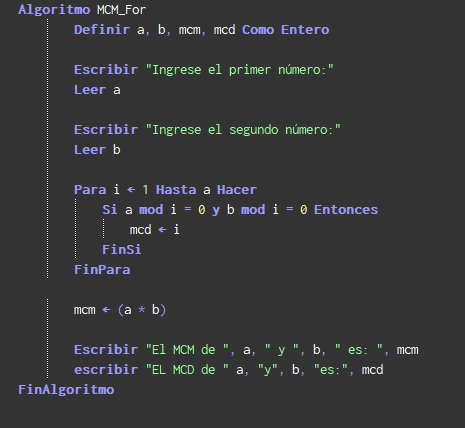 Algoritmo MCM_For
Definir a, b, mcm, mcd Como Entero
Escribir "Ingrese el primer número:"
Leer a
Escribir "Ingrese el segundo número:"
Leer b
Para i ← 1 Hasta a Hacer
Si a mod i = 0 y b mod i = 0 Entonces
mcd ← i
FinSi
FinPara
mcm ← (a * b)
Escribir "El MCM de ", a, " y ", b, " es: ", mcm
escribir "EL MCD de " a, "y", b, "es:", mcd
FinAlgoritmo